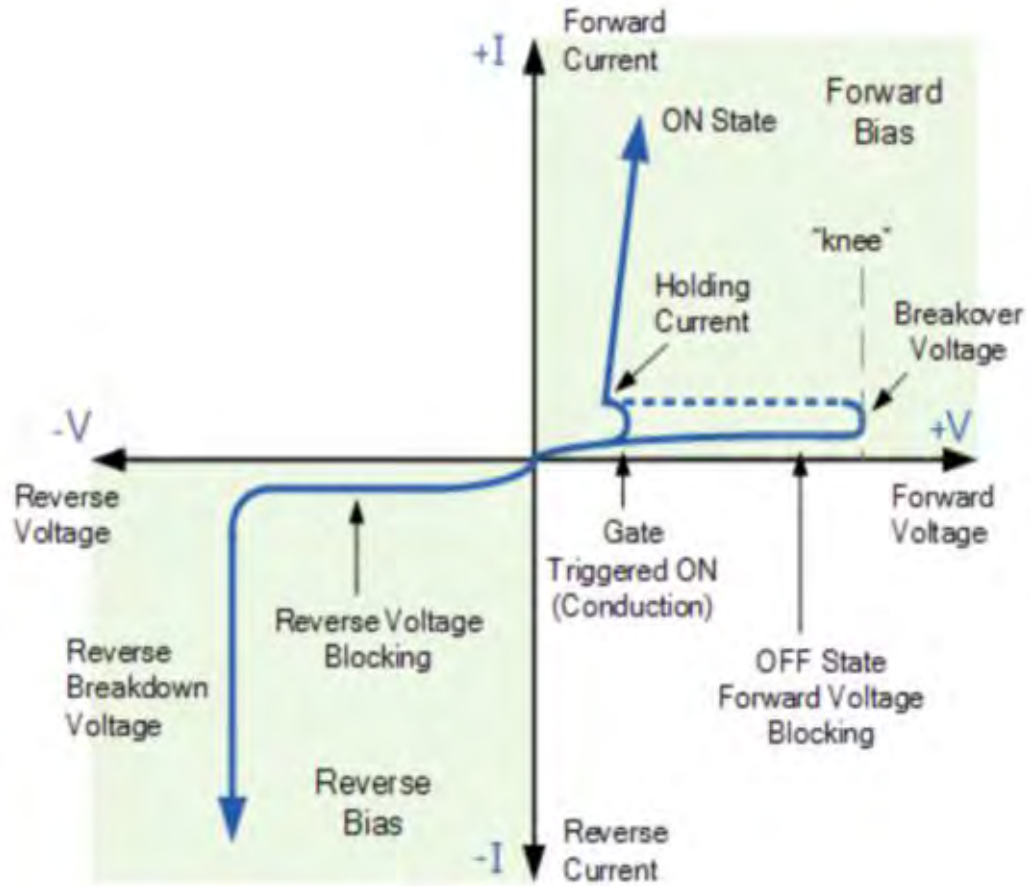 +I
Forward
Current
Forward
Bias
ON State
"knee"
Holding
Current
Breakover
Voltage
-V
+V
Reverse
Voltage
Forward
Voltage
Gate
Triggered ON
(Conduction)
Reverse Voltage
Blocking
Reverse
Breakdown
Voltage
OFF State
Forward Voltage
Blocking
Reverse
Bias
-I
Reverse
Current